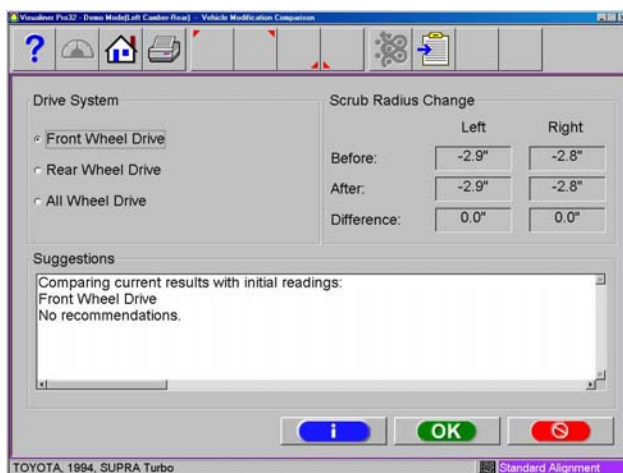 Visualiner Pro32 - Demo Mode(Left Camber Rear) - Vehicle Modification Comparison
?
Drive System
Front Wheel Drive
Rear Wheel Drive
All Wheel Drive
Scrub Radius Change
Left Right
Before: -2.9" -2.8"
After: -2.9" -2.8"
Difference: 0.0" 0.0"
Suggestions
Comparing current results with initial readings:
Front Wheel Drive
No recommendations.
i OK
TOYOTA, 1994, SUPRA Turbo Standard Alignment